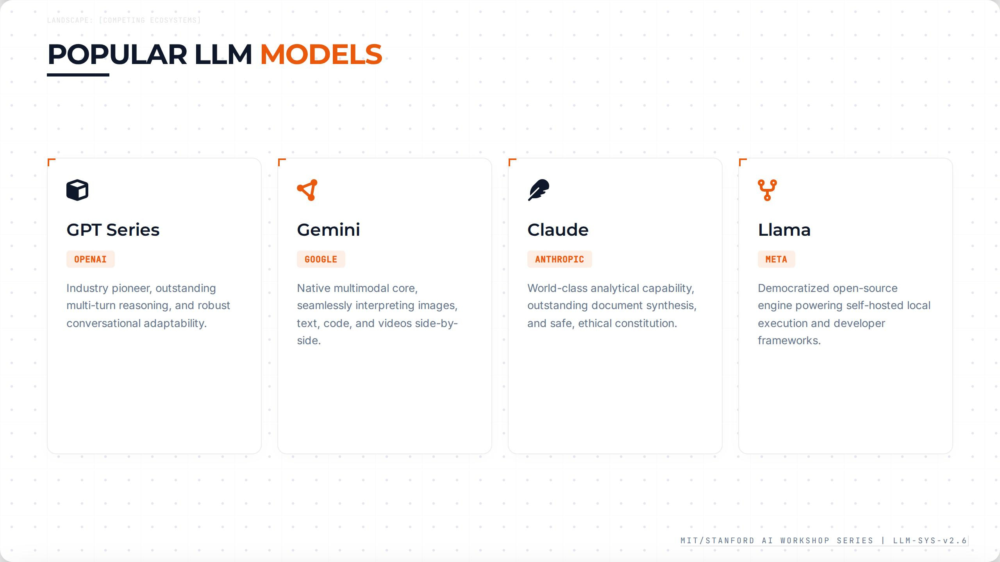 LANDSCAPE: [COMPETING ECOSYSTEMS]
POPULAR LLM MODELS
GPT Series
OPENAI
Industry pioneer, outstanding
multi-turn reasoning, and robust
conversational adaptability.
Gemini
GOOGLE
Native multimodal core,
seamlessly interpreting images,
text, code, and videos side-by-
side.
Claude
ANTHROPIC
World-class analytical capability,
outstanding document synthesis,
and safe, ethical constitution.
Llama
META
Democratized open-source
engine powering self-hosted local
execution and developer
frameworks.
MIT/STANFORD AI WORKSHOP SERIES | LLM-SYS-v2.6